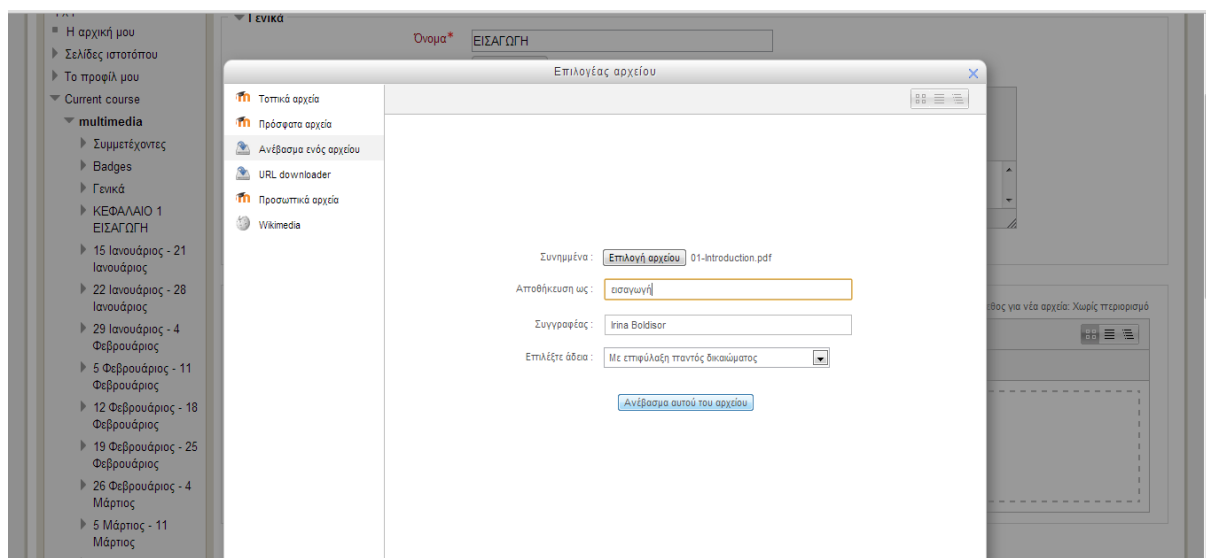 Η αρχική μου
Σελίδες ιστοτόπου
Το προφίλ μου
Current course
multimedia
Συμμετέχοντες
Badges
Γενικά
ΚΕΦΑΛΑΙΟ 1
ΕΙΣΑΓΩΓΗ
15 Ιανουάριος - 21
Ιανουάριος
22 Ιανουάριος - 28
Ιανουάριος
29 Ιανουάριος - 4
Φεβρουάριος
5 Φεβρουάριος - 11
Φεβρουάριος
12 Φεβρουάριος - 18
Φεβρουάριος
19 Φεβρουάριος - 25
Φεβρουάριος
26 Φεβρουάριος - 4
Μάρτιος
5 Μάρτιος - 11
Μάρτιος
Γενικά
Όνομα* ΕΙΣΑΓΩΓΗ
Επιλογέας αρχείου
Τοπικά αρχεία
Πρόσφατα αρχεία
Ανέβασμα ενός αρχείου
URL downloader
Προσωπικά αρχεία
Wikimedia
Συνημμένα : Επιλογή αρχείου 01-Introduction.pdf
Αποθήκευση ως : εισαγωγή
Συγγραφέας : Irina Boldisor
Επιλέξτε άδεια : Με επιφύλαξη παντός δικαιώματος
Ανέβασμα αυτού του αρχείου
για νέα αρχεία: Χωρίς περιορισμό